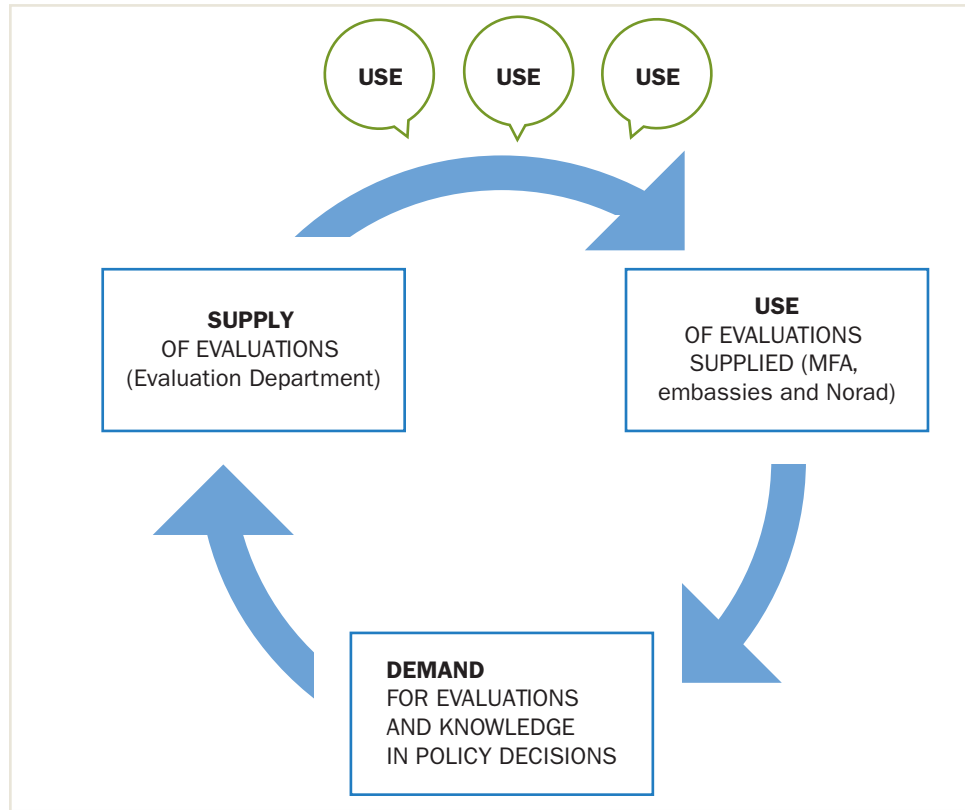 USE
USE
USE
SUPPLY
OF EVALUATIONS
(Evaluation Department)
USE
OF EVALUATIONS
SUPPLIED (MFA,
embassies and Norad)
DEMAND
FOR EVALUATIONS
AND KNOWLEDGE
IN POLICY DECISIONS